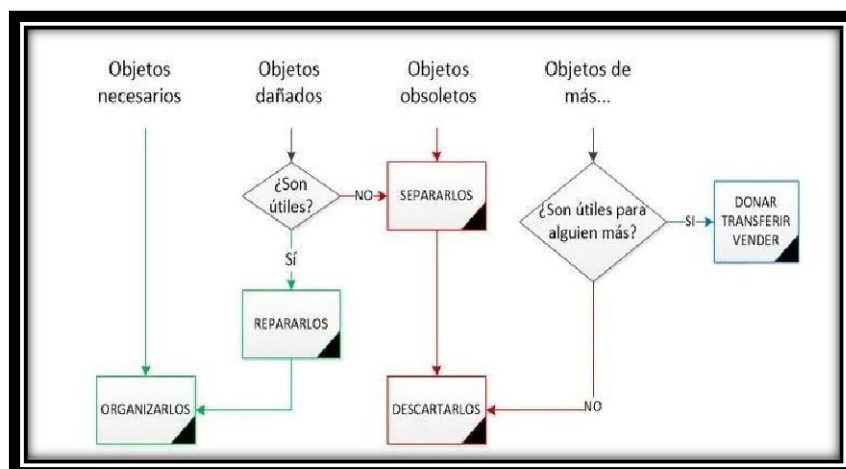 Objetos
necesarios
Objetos
dañados
Objetos
obsoletos
Objetos de
más...
¿Son
útiles?
NO
SEPARARLOS
¿Son útiles para
alguien más?
SI
DONAR
TRANSFERIR
VENDER
Sí
REPARARLOS
ORGANIZARLOS
DESCARTARLOS
NO